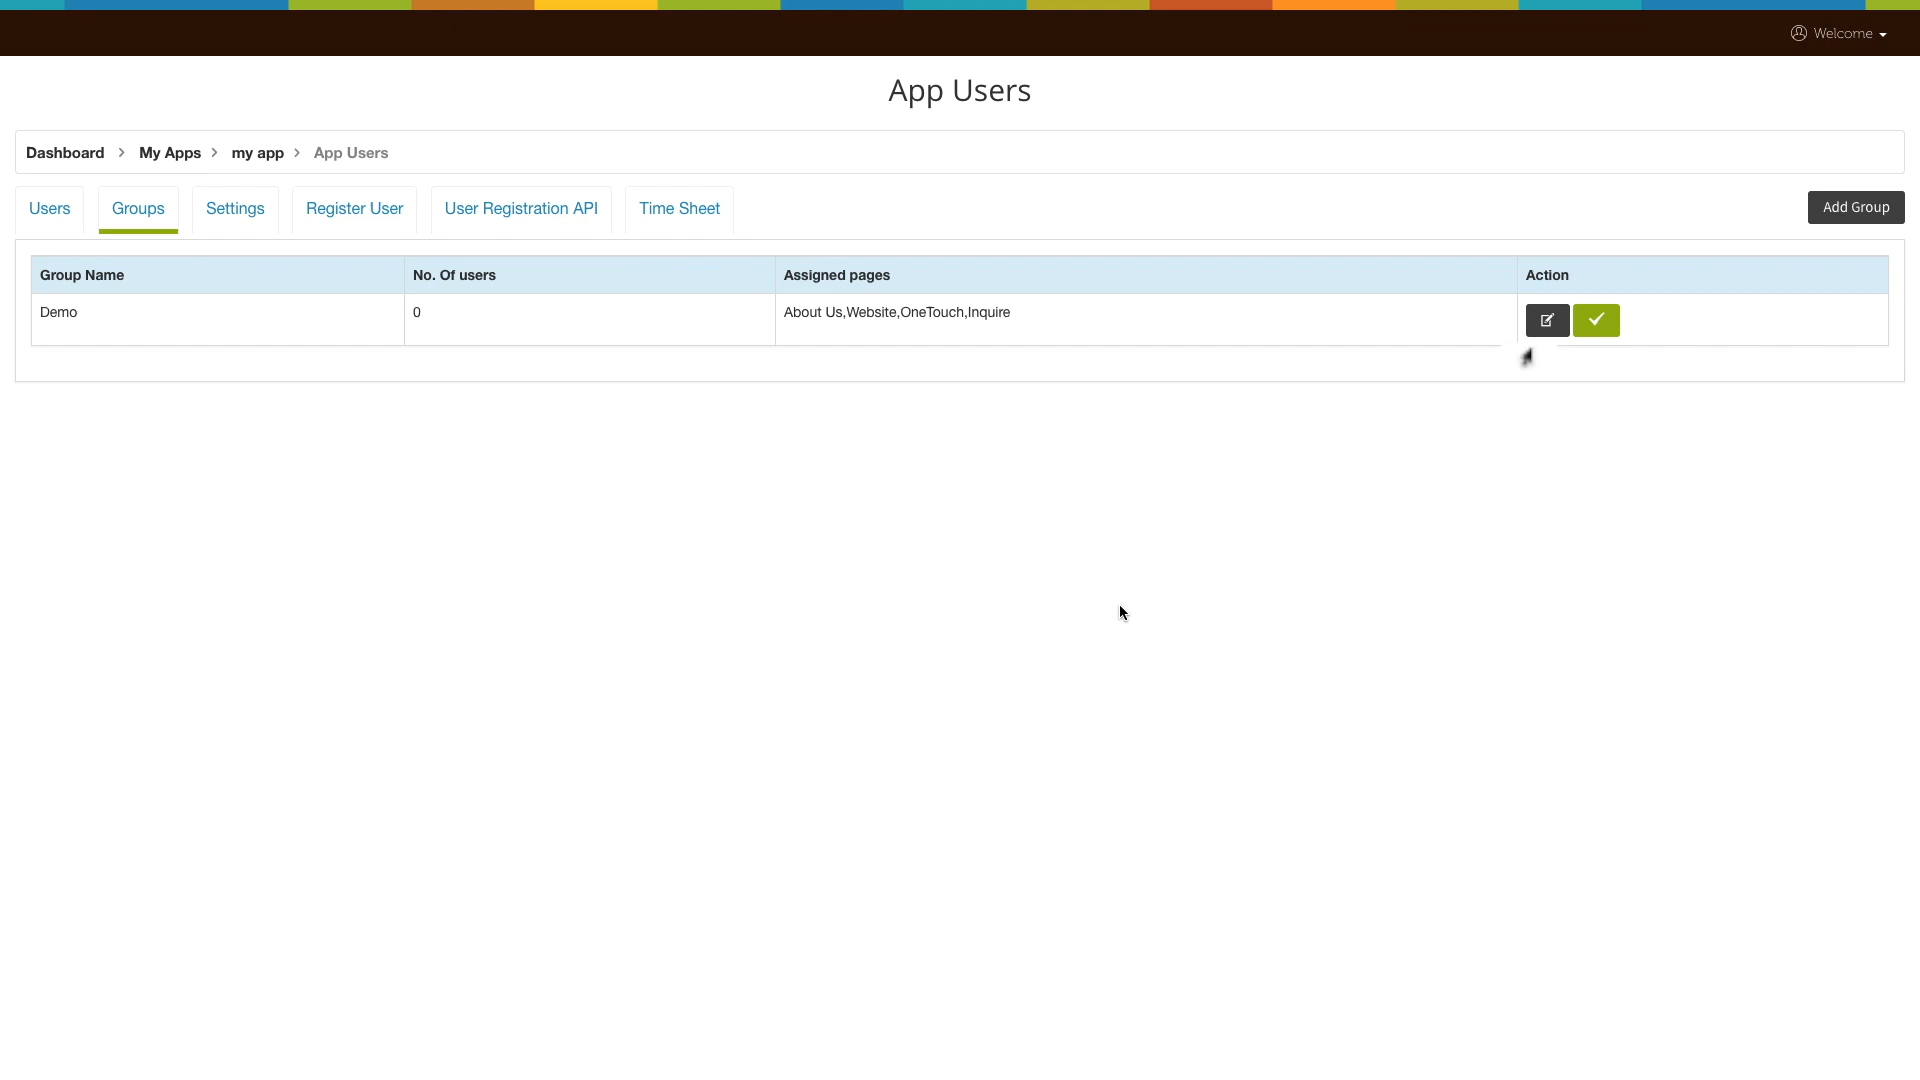 Welcome
App Users
Dashboard > My Apps > my app > App Users
Users Groups Settings Register User User Registration API Time Sheet Add Group
Group Name No. Of users Assigned pages Action
Demo 0 About Us,Website,OneTouch,Inquire